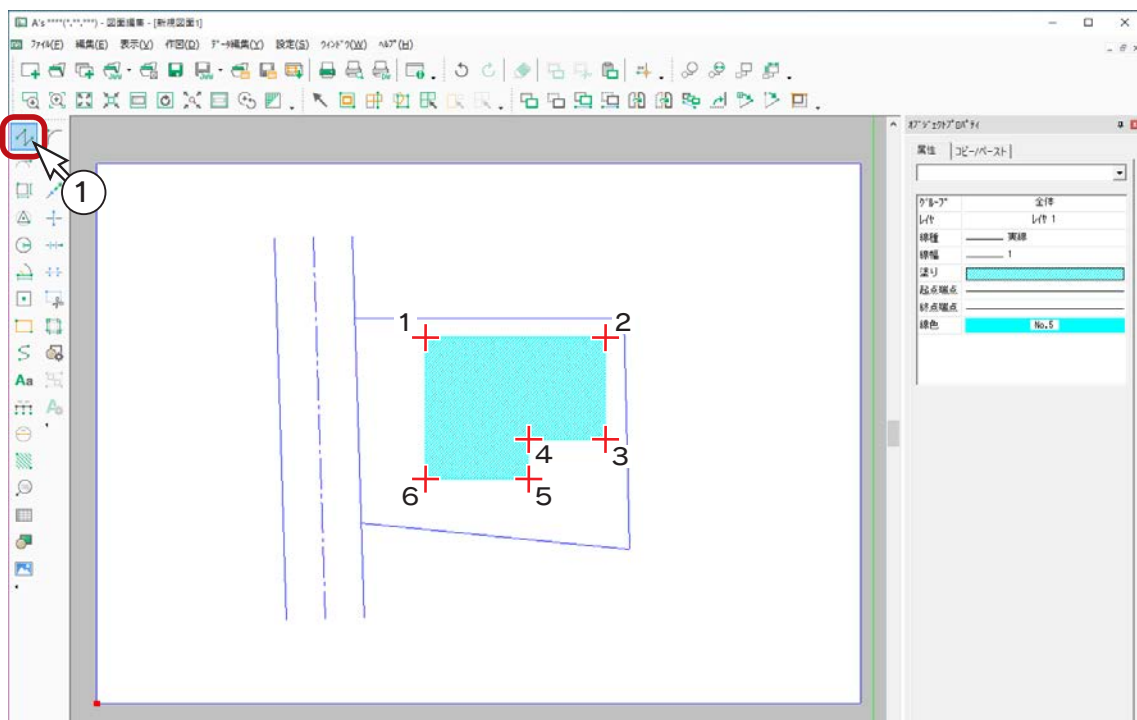 A's ****(*,**,***) - 図面編集 - [新規図面1]
ﾌｧｲﾙ(F) 編集(E) 表示(V) 作図(D) ﾃﾞｰﾀ編集(Y) 設定(S) ｳｨﾝﾄﾞｳ(W) ﾍﾙﾌﾟ(H)
ｵﾌﾞｼﾞｪｸﾄﾌﾟﾛﾊﾟﾃｨ
属性 ｺﾋﾟｰ/ﾍﾟｰｽﾄ
ｸﾞﾙｰﾌﾟ 全体
ﾚｲﾔ ﾚｲﾔ 1
線種 実線
線幅 1
塗り
起点端点
終点端点
線色 No.5
1
1
2
3
4
5
6
Aa